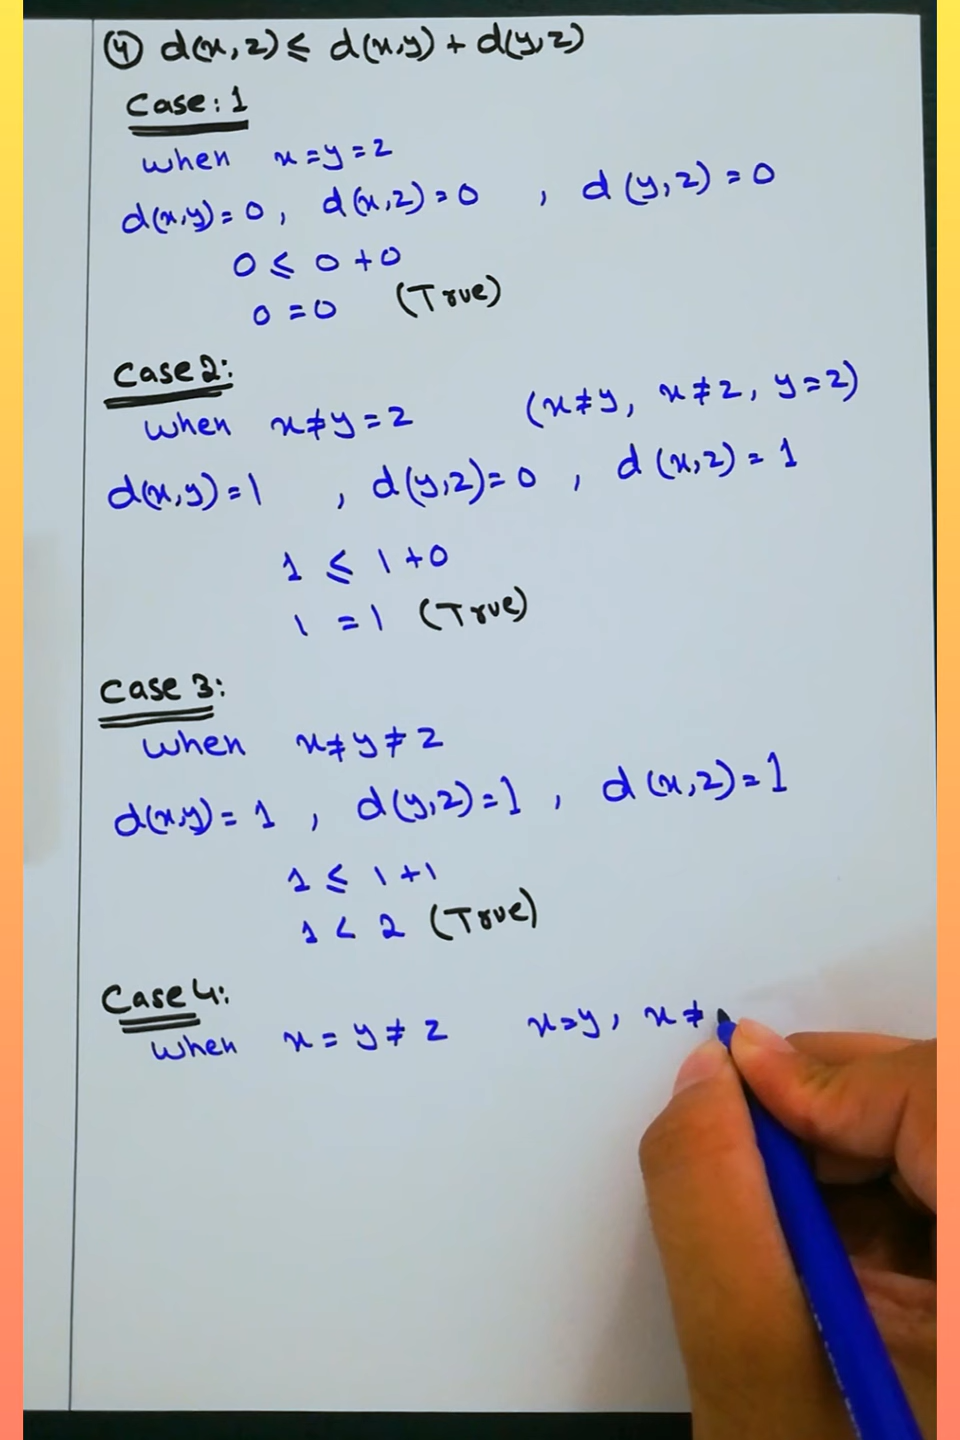 ④ d(x,z) ≤ d(x,y) + d(y,z)
Case: 1
When x = y = z
d(x,y) = 0, d(x,z) = 0, d(y,z) = 0
0 ≤ 0 + 0
0 = 0 (True)
Case 2:
When x ≠ y = z (x ≠ y, x ≠ z, y = z)
d(x,y) = 1, d(y,z) = 0, d(x,z) = 1
1 ≤ 1 + 0
1 = 1 (True)
Case 3:
When x ≠ y ≠ z
d(x,y) = 1, d(y,z) = 1, d(x,z) = 1
1 ≤ 1 + 1
1 < 2 (True)
Case 4:
When x = y ≠ z x = y, x ≠